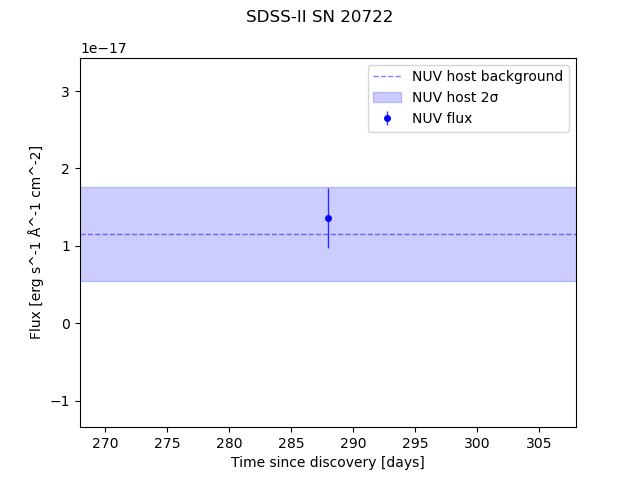 SDSS-II SN 20722
1e−17
NUV host background
NUV host 2σ
NUV flux
3
2
1
0
−1
Flux [erg s^-1 Å^-1 cm^-2]
270 275 280 285 290 295 300 305
Time since discovery [days]